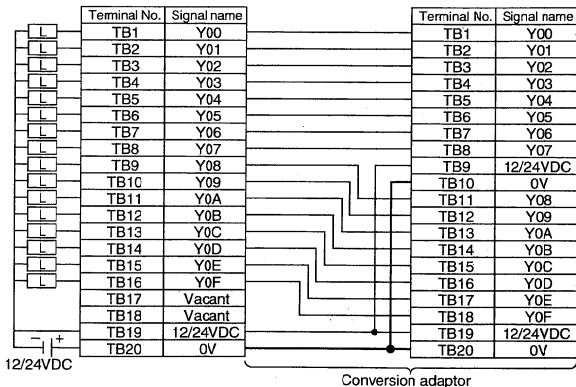 Terminal No. Signal name Terminal No. Signal name
L TB1 Y00 TB1 Y00
L TB2 Y01 TB2 Y01
L TB3 Y02 TB3 Y02
L TB4 Y03 TB4 Y03
L TB5 Y04 TB5 Y04
L TB6 Y05 TB6 Y05
L TB7 Y06 TB7 Y06
L TB8 Y07 TB8 Y07
L TB9 Y08 TB9 12/24VDC
L TB10 Y09 TB10 0V
L TB11 Y0A TB11 Y08
L TB12 Y0B TB12 Y09
L TB13 Y0C TB13 Y0A
L TB14 Y0D TB14 Y0B
L TB15 Y0E TB15 Y0C
L TB16 Y0F TB16 Y0D
TB17 Vacant TB17 Y0E
TB18 Vacant TB18 Y0F
- + TB19 12/24VDC TB19 12/24VDC
TB20 0V TB20 0V
12/24VDC
Conversion adaptor